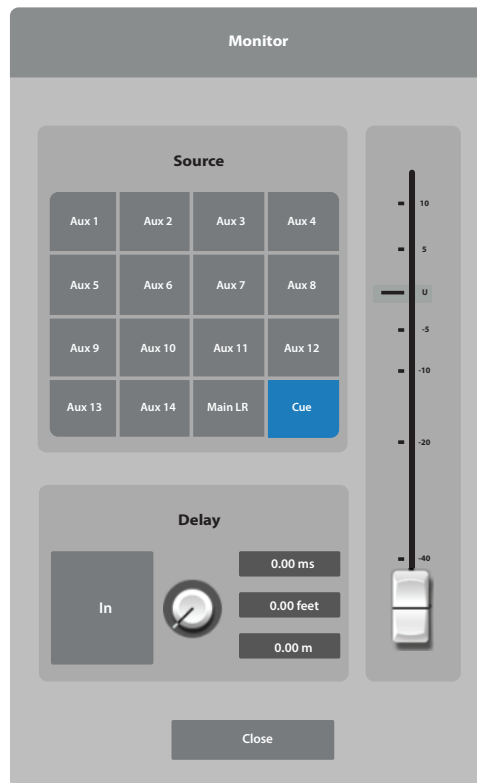 Monitor
Source
Aux 1 Aux 2 Aux 3 Aux 4
Aux 5 Aux 6 Aux 7 Aux 8
Aux 9 Aux 10 Aux 11 Aux 12
Aux 13 Aux 14 Main LR Cue
10
5
U
-5
-10
-20
-40
Delay
In
0.00 ms
0.00 feet
0.00 m
Close